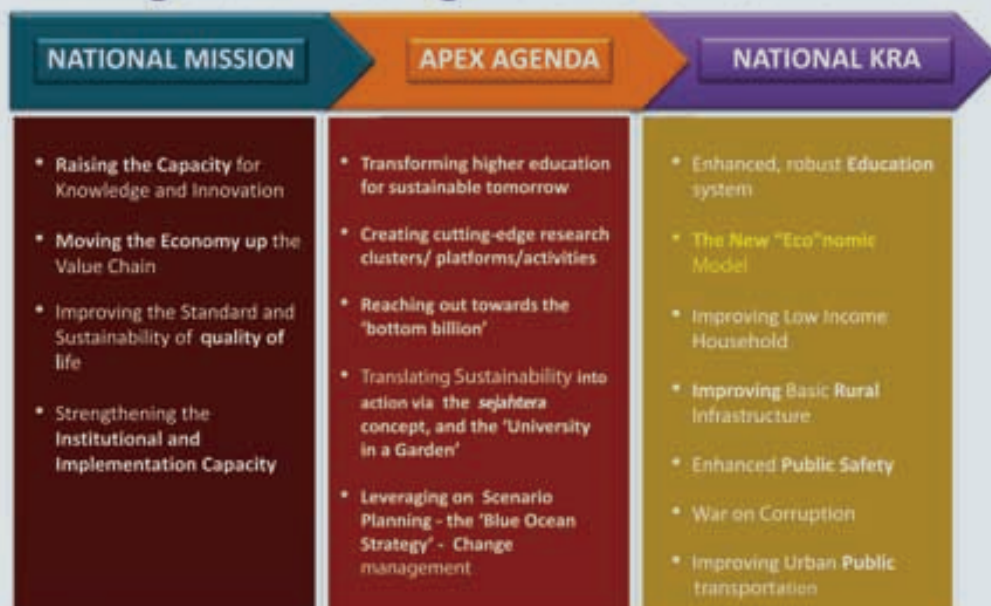 NATIONAL MISSION
APEX AGENDA
NATIONAL KRA
• Raising the Capacity for
Knowledge and Innovation
• Moving the Economy up the
Value Chain
• Improving the Standard and
Sustainability of quality of
life
• Strengthening the
Institutional and
Implementation Capacity
• Transforming higher education
for sustainable tomorrow
• Creating cutting-edge research
clusters/ platforms/activities
• Reaching out towards the
'bottom billion'
• Translating Sustainability into
action via the sejahtera
concept, and the 'University
in a Garden'
• Leveraging on Scenario
Planning - the 'Blue Ocean
Strategy' - Change
management
• Enhanced, robust Education
system
• The New "Eco"nomic
Model
• Improving Low Income
Household
• Improving Basic Rural
Infrastructure
• Enhanced Public Safety
• War on Corruption
• Improving Urban Public
transportation